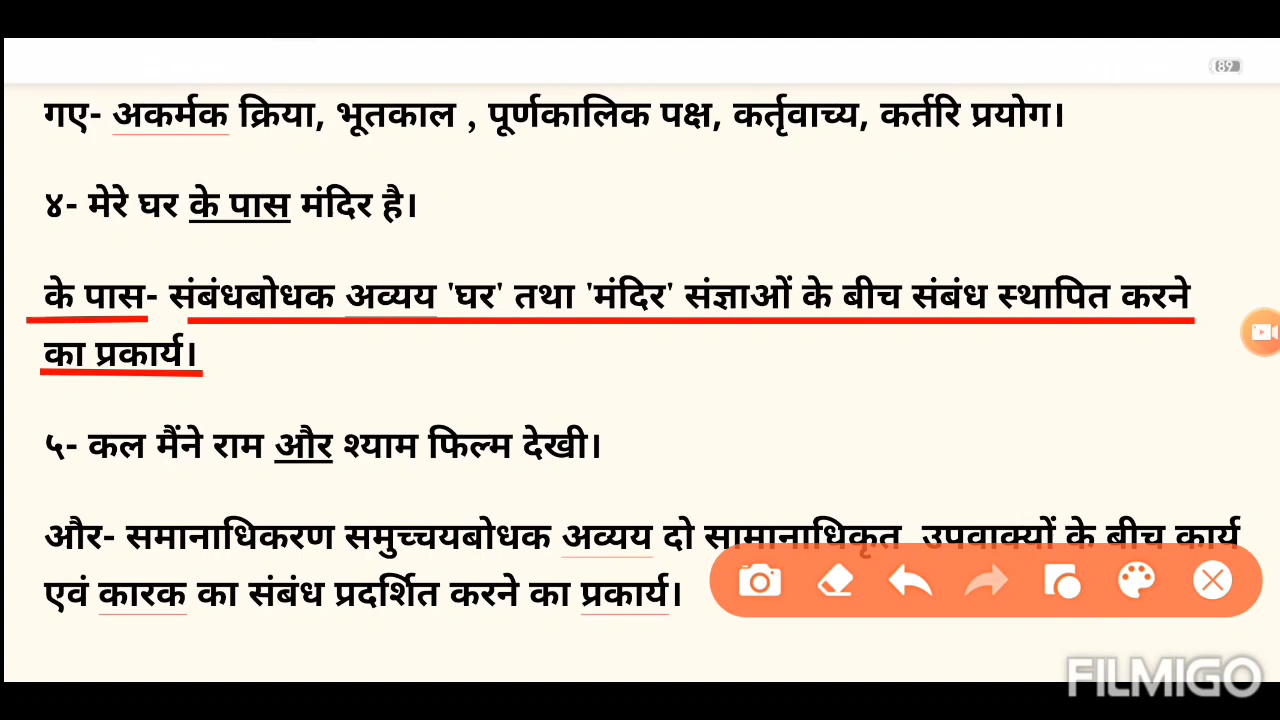 89
गए- अकर्मक क्रिया, भूतकाल , पूर्णकालिक पक्ष, कर्तृवाच्य, कर्तरि प्रयोग।
४- मेरे घर के पास मंदिर है।
के पास- संबंधबोधक अव्यय 'घर' तथा 'मंदिर' संज्ञाओं के बीच संबंध स्थापित करने
का प्रकार्य।
५- कल मैंने राम और श्याम फिल्म देखी।
और- समानाधिकरण समुच्चयबोधक अव्यय दो सामानाधिकृत उपवाक्यों के बीच कार्य
एवं कारक का संबंध प्रदर्शित करने का प्रकार्य।
FILMIGO